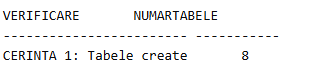 VERIFICARE NUMARTABELE
------------------------ -----------
CERINTA 1: Tabele create 8